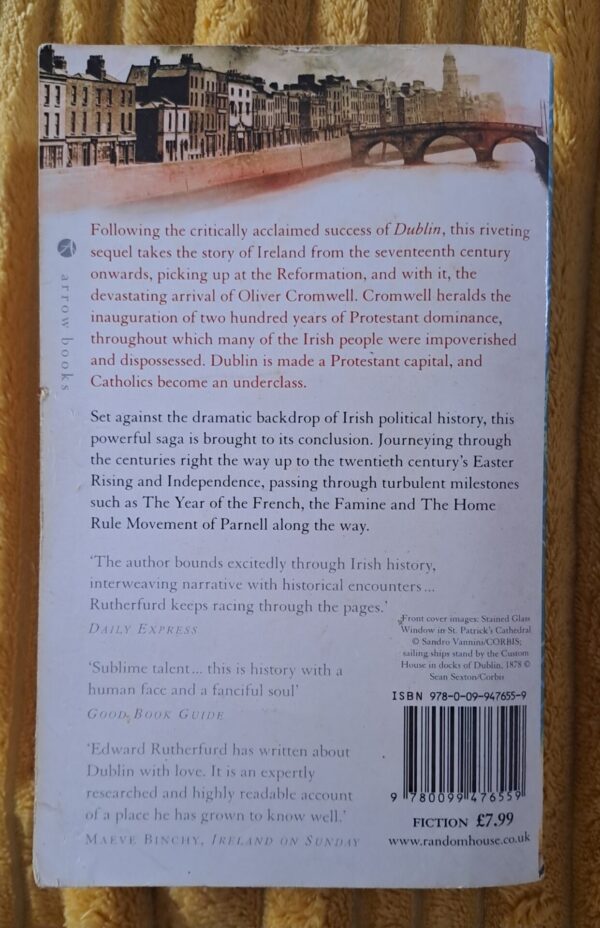 Following the critically acclaimed success of Dublin, this riveting
sequel takes the story of Ireland from the seventeenth century
onwards, picking up at the Reformation, and with it, the
devastating arrival of Oliver Cromwell. Cromwell heralds the
inauguration of two hundred years of Protestant dominance,
throughout which many of the Irish people were impoverished
and dispossessed. Dublin is made a Protestant capital, and
Catholics become an underclass.
arrow books
Set against the dramatic backdrop of Irish political history, this
powerful saga is brought to its conclusion. Journeying through
the centuries right the way up to the twentieth century's Easter
Rising and Independence, passing through turbulent milestones
such as The Year of the French, the Famine and The Home
Rule Movement of Parnell along the way.
'The author bounds excitedly through Irish history,
interweaving narrative with historical encounters ...
Rutherfurd keeps racing through the pages.'
DAILY EXPRESS
'Sublime talent... this is history with a
human face and a fanciful soul'
GOOD BOOK GUIDE
'Edward Rutherfurd has written about
Dublin with love. It is an expertly
researched and highly readable account
of a place he has grown to know well.'
MAEVE BINCHY, IRELAND ON SUNDAY
Front cover images: Stained Glass
Window in St. Patrick's Cathedral
© Sandro Vannini/CORBIS;
sailing ships stand by the Custom
House in docks of Dublin, 1878 ©
Sean Sexton/Corbis
ISBN 978-0-09-947655-9
9 780099 476559
FICTION £7.99
www.randomhouse.co.uk